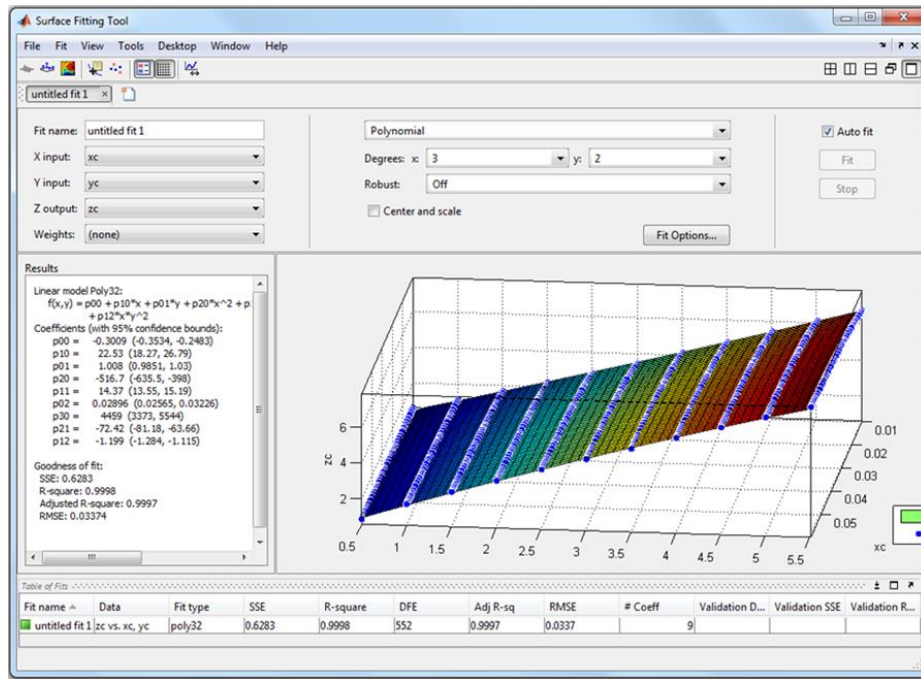 Surface Fitting Tool
File Fit View Tools Desktop Window Help
untitled fit 1
Fit name: untitled fit 1
X input: xc
Y input: yc
Z output: zc
Weights: (none)
Polynomial
Degrees: x: 3 y: 2
Robust: Off
Center and scale
Fit Options...
Auto fit
Fit
Stop
Results
Linear model Poly32:
f(x,y) = p00 + p10*x + p01*y + p20*x^2 + p
+ p12*x*y^2
Coefficients (with 95% confidence bounds):
p00 = -0.3009 (-0.3534, -0.2483)
p10 = 22.53 (18.27, 26.79)
p01 = 1.008 (0.9851, 1.03)
p20 = -516.7 (-635.5, -398)
p11 = 14.37 (13.55, 15.19)
p02 = 0.02896 (0.02565, 0.03226)
p30 = 4459 (3373, 5544)
p21 = -72.42 (-81.18, -63.66)
p12 = -1.199 (-1.284, -1.115)
Goodness of fit:
SSE: 0.6283
R-square: 0.9998
Adjusted R-square: 0.9997
RMSE: 0.03374
6
4
2
zc
0.5 1 1.5 2 2.5 3 3.5 4 4.5 5 5.5
0.01
0.02
0.03
0.04
0.05
xc
Table of Fits
Fit name Data Fit type SSE R-square DFE Adj R-sq RMSE # Coeff Validation D... Validation SSE Validation R...
untitled fit 1 zc vs. xc, yc poly32 0.6283 0.9998 552 0.9997 0.0337 9